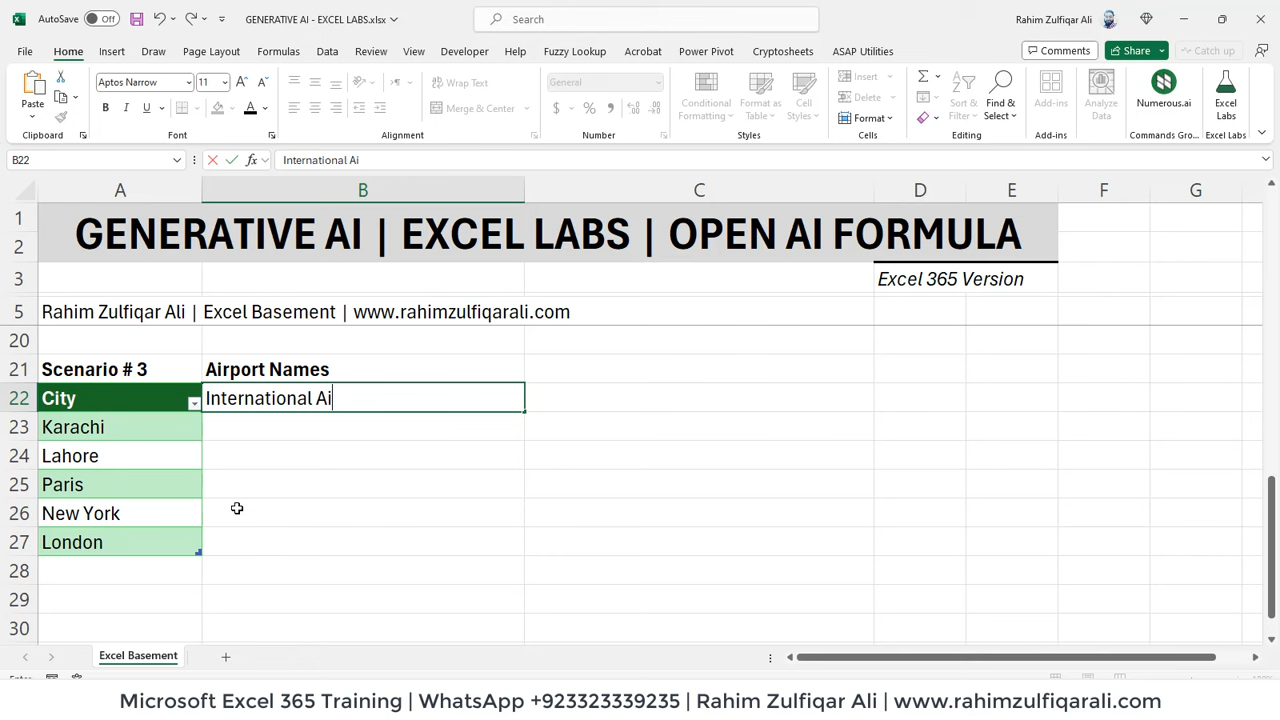 AutoSave Off GENERATIVE AI - EXCEL LABS.xlsx Search Rahim Zulfiqar Ali
File Home Insert Draw Page Layout Formulas Data Review View Developer Help Fuzzy Lookup Acrobat Power Pivot Cryptosheets ASAP Utilities Comments Share Catch up
Paste Aptos Narrow 11 A A Wrap Text General Conditional Formatting Format as Table Cell Styles Insert Sort & Filter Find & Select Add-ins Analyze Data Numerous.ai Excel Labs
B I U A Merge & Center $ % Delete
Format
Clipboard Font Alignment Number Styles Cells Editing Add-ins Commands Gro... Excel Labs
B22 fx International Ai
A B C D E F G
1 GENERATIVE AI | EXCEL LABS | OPEN AI FORMULA
2
3 Excel 365 Version
5 Rahim Zulfiqar Ali | Excel Basement | www.rahimzulfiqarali.com
20
21 Scenario # 3 Airport Names
22 City International Ai
23 Karachi
24 Lahore
25 Paris
26 New York
27 London
28
29
30
Excel Basement
Microsoft Excel 365 Training | WhatsApp +923323339235 | Rahim Zulfiqar Ali | www.rahimzulfiqarali.com